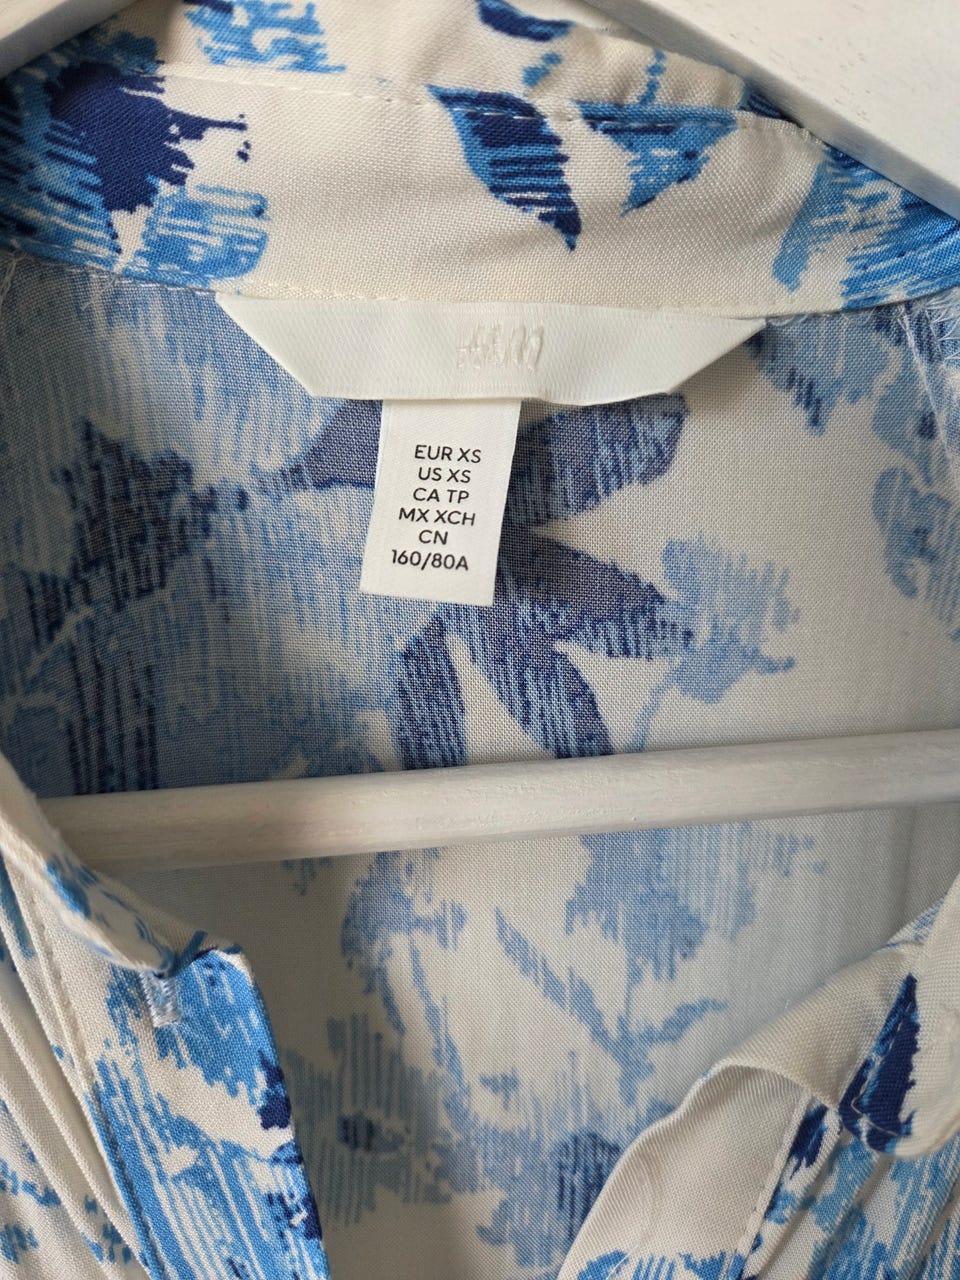 H&M
EUR XS
US XS
CA TP
MX XCH
CN
160/80A